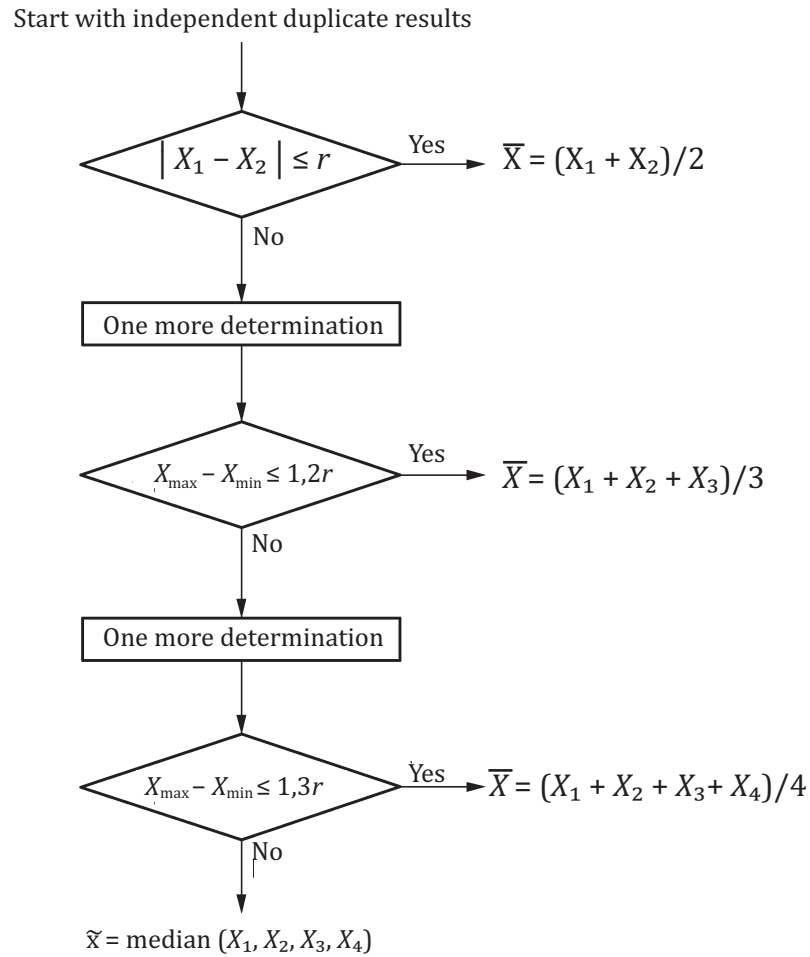 Start with independent duplicate results
| X₁ – X₂ | ≤ r
Yes
X̅ = (X₁ + X₂)/2
No
One more determination
Xmax – Xmin ≤ 1,2r
Yes
X̅ = (X₁ + X₂ + X₃)/3
No
One more determination
Xmax – Xmin ≤ 1,3r
Yes
X̅ = (X₁ + X₂ + X₃+ X₄)/4
No
x̃ = median (X₁, X₂, X₃, X₄)